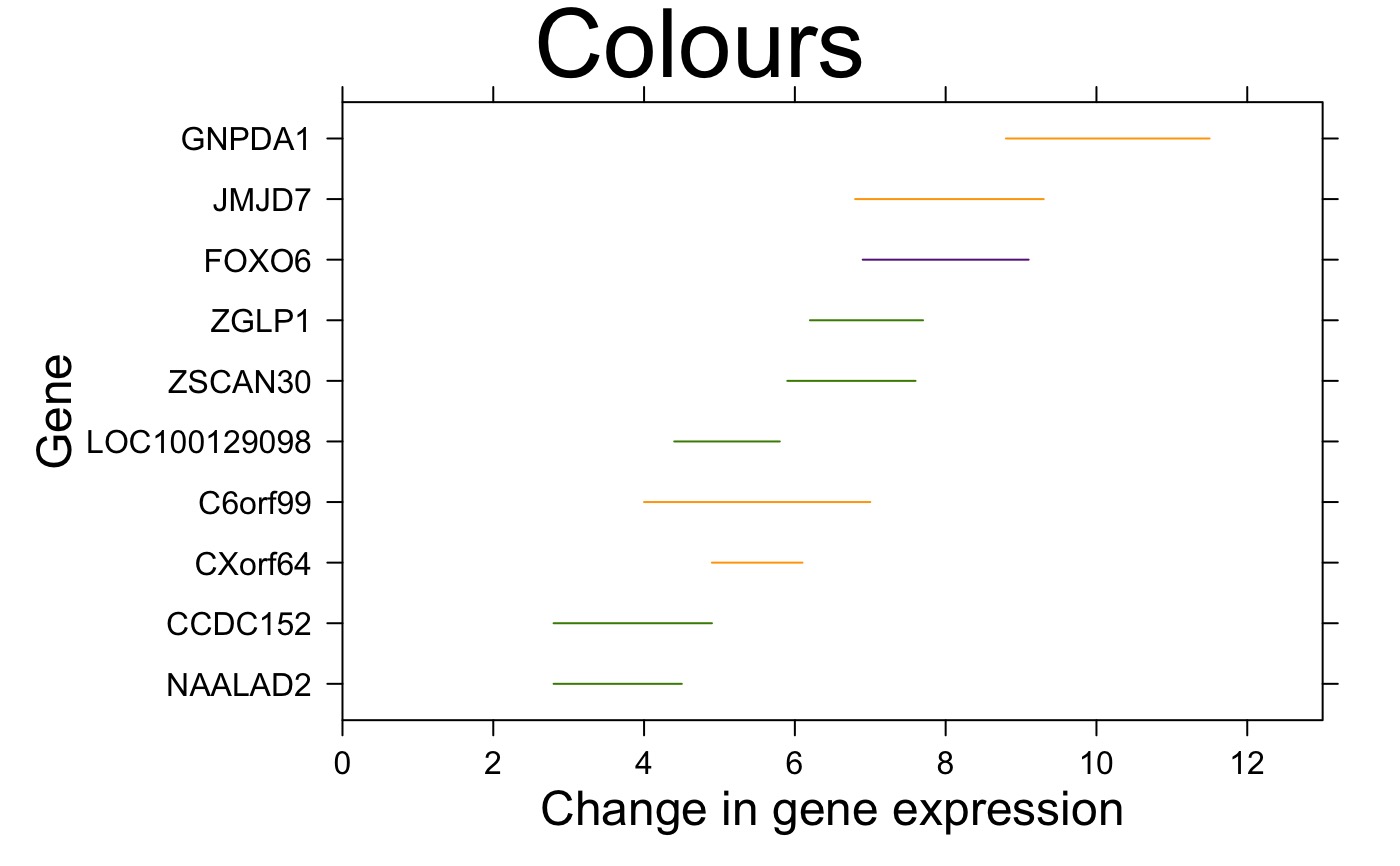 Colours
GNPDA1
JMJD7
FOXO6
ZGLP1
ZSCAN30
LOC100129098
C6orf99
CXorf64
CCDC152
NAALAD2
Gene
0 2 4 6 8 10 12
Change in gene expression